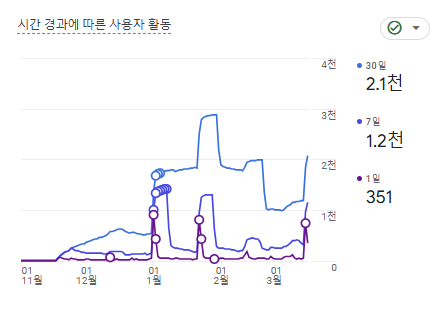 시간 경과에 따른 사용자 활동
4천
3천
2천
1천
0
01
11월
01
12월
01
1월
01
2월
01
3월
30일
2.1천
7일
1.2천
1일
351